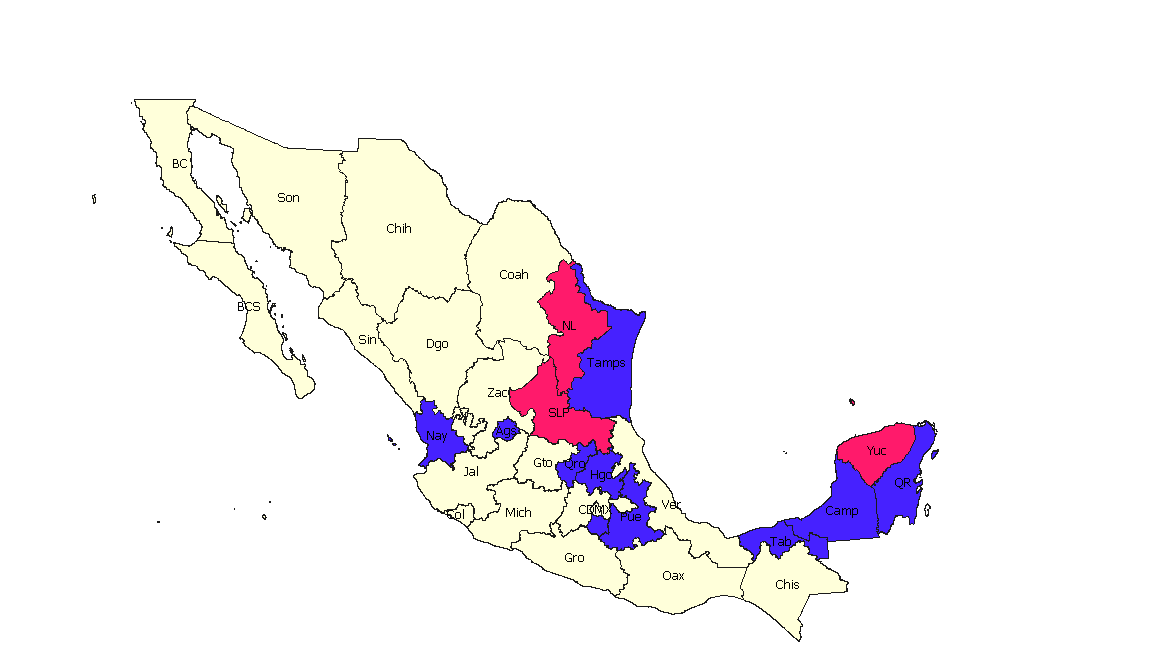 BC
Son
Chih
Coah
BCS
NL
Sin
Dgo
Tamps
Zac
SLP
Nay
Ags
Yuc
Jal
Gto
Qro
Hgo
QR
Col
Mich
CDMX
Pue
Ver
Camp
Tab
Gro
Oax
Chis